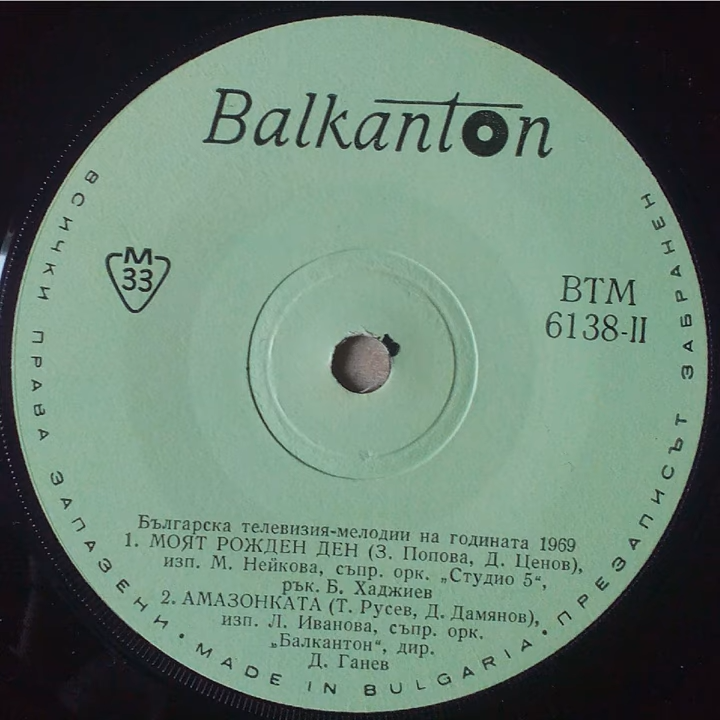 Balkanton
M
33
ВТМ
6138-II
Българска телевизия-мелодии на годината 1969
1. МОЯТ РОЖДЕН ДЕН (З. Попова, Д. Ценов),
изп. М. Нейкова, съпр. орк. „Студио 5“,
рък. Б. Хаджиев
2. АМАЗОНКАТА (Т. Русев, Д. Дамянов),
изп. Л. Иванова, съпр. орк.
„Балкантон“, дир.
Д. Ганев
ВСИЧКИ ПРАВА ЗАПАЗЕНИ • MADE IN BULGARIA • ПРЕЗАПИСЪТ ЗАБРАНЕН